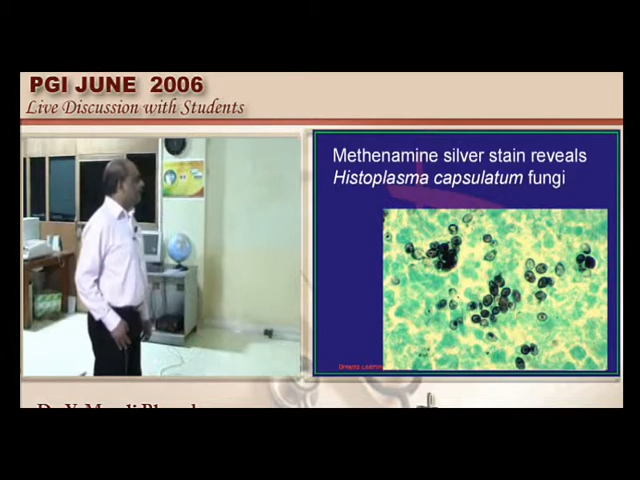 PGI JUNE 2006
Live Discussion with Students
Methenamine silver stain reveals
Histoplasma capsulatum fungi